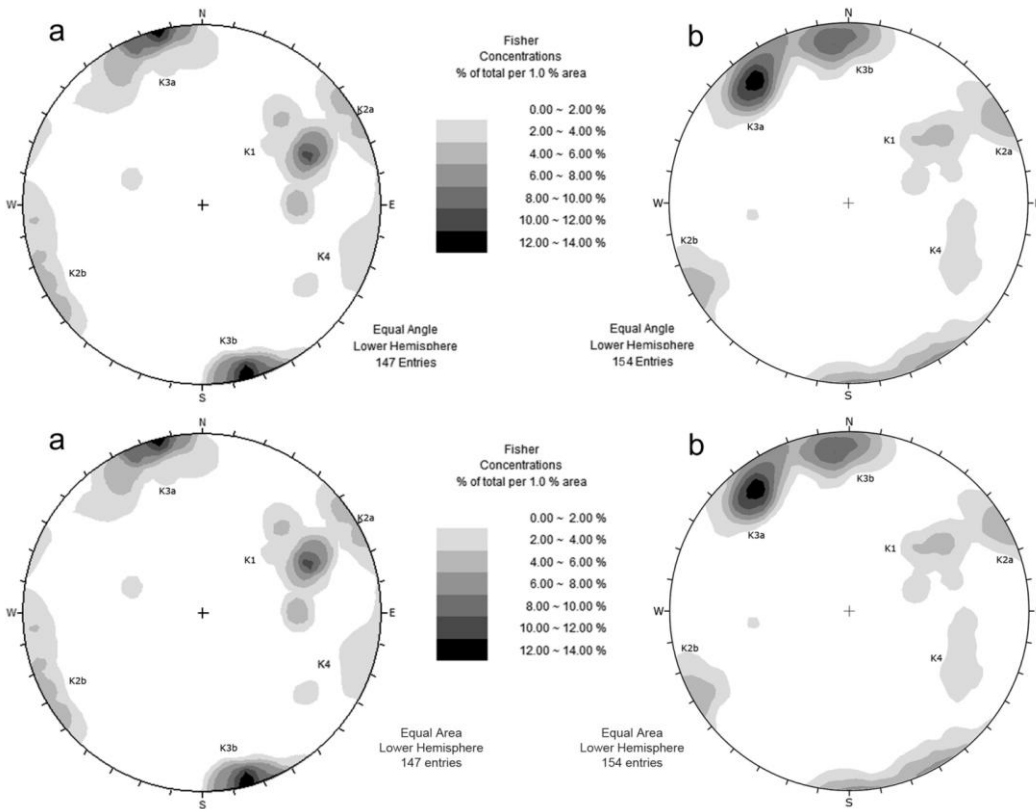 a
N
K3a
K2a
K1
W
E
K4
K2b
K3b
S
Equal Angle
Lower Hemisphere
147 Entries
Fisher
Concentrations
% of total per 1.0 % area
0.00 ~ 2.00 %
2.00 ~ 4.00 %
4.00 ~ 6.00 %
6.00 ~ 8.00 %
8.00 ~ 10.00 %
10.00 ~ 12.00 %
12.00 ~ 14.00 %
b
N
K3b
K3a
K1
K2a
W
K2b
K4
S
Equal Angle
Lower Hemisphere
154 Entries
a
N
K3a
K2a
K1
W
E
K4
K2b
K3b
S
Equal Area
Lower Hemisphere
147 entries
Fisher
Concentrations
% of total per 1.0 % area
0.00 ~ 2.00 %
2.00 ~ 4.00 %
4.00 ~ 6.00 %
6.00 ~ 8.00 %
8.00 ~ 10.00 %
10.00 ~ 12.00 %
12.00 ~ 14.00 %
b
N
K3b
K3a
K1
K2a
W
K2b
K4
S
Equal Area
Lower Hemisphere
154 entries